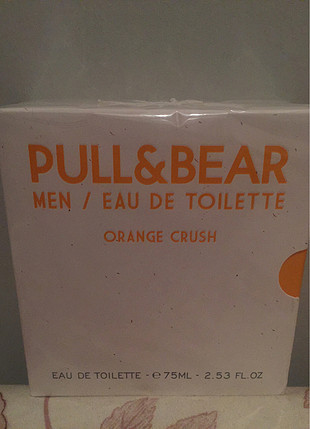 PULL&BEAR
MEN / EAU DE TOILETTE
ORANGE CRUSH
EAU DE TOILETTE - ℮ 75ML - 2.53 FL.OZ